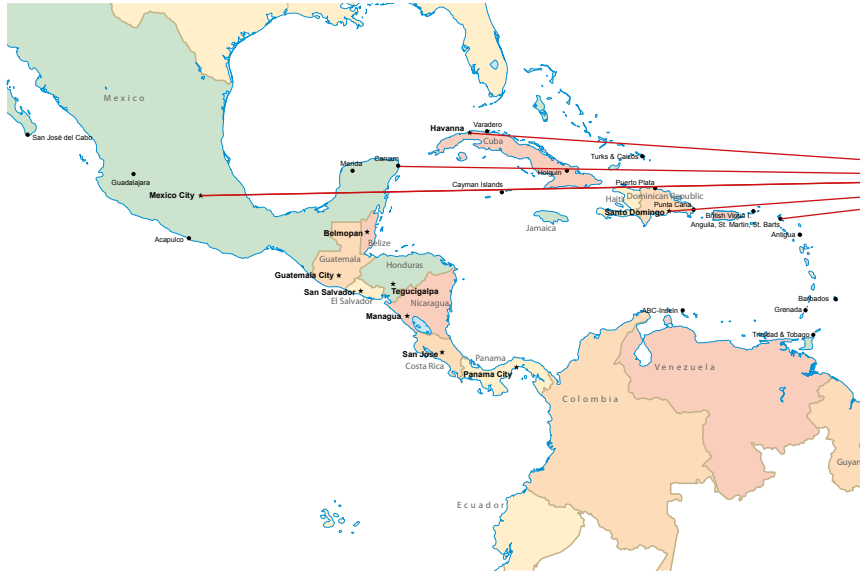 Mexico
Havanna
Varadero
Cuba
San José del Cabo
Cancun
Merida
Turks & Caicos
Holguin
Guadalajara
Cayman Islands
Puerto Plata
Mexico City
Haiti
Dominican Republic
Punta Cana
Santo Domingo
British Virgin I.
Anguila, St. Martin, St. Barts
Jamaica
Antigua
Acapulco
Belmopan
Belize
Guatemala
Honduras
Guatemala City
San Salvador
El Salvador
Tegucigalpa
Nicaragua
Barbados
Managua
ABC-Inseln
Grenada
Trinidad & Tobago
San José
Costa Rica
Panama
Panama City
Venezuela
Colombia
Guyan
Ecuador